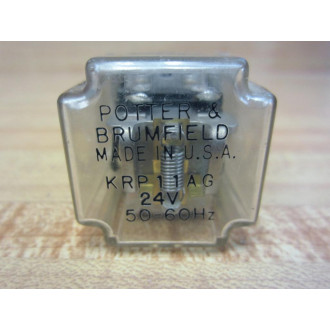 POTTER &
BRUMFIELD
MADE IN U.S.A.
KRP11AG
24V
50-60Hz